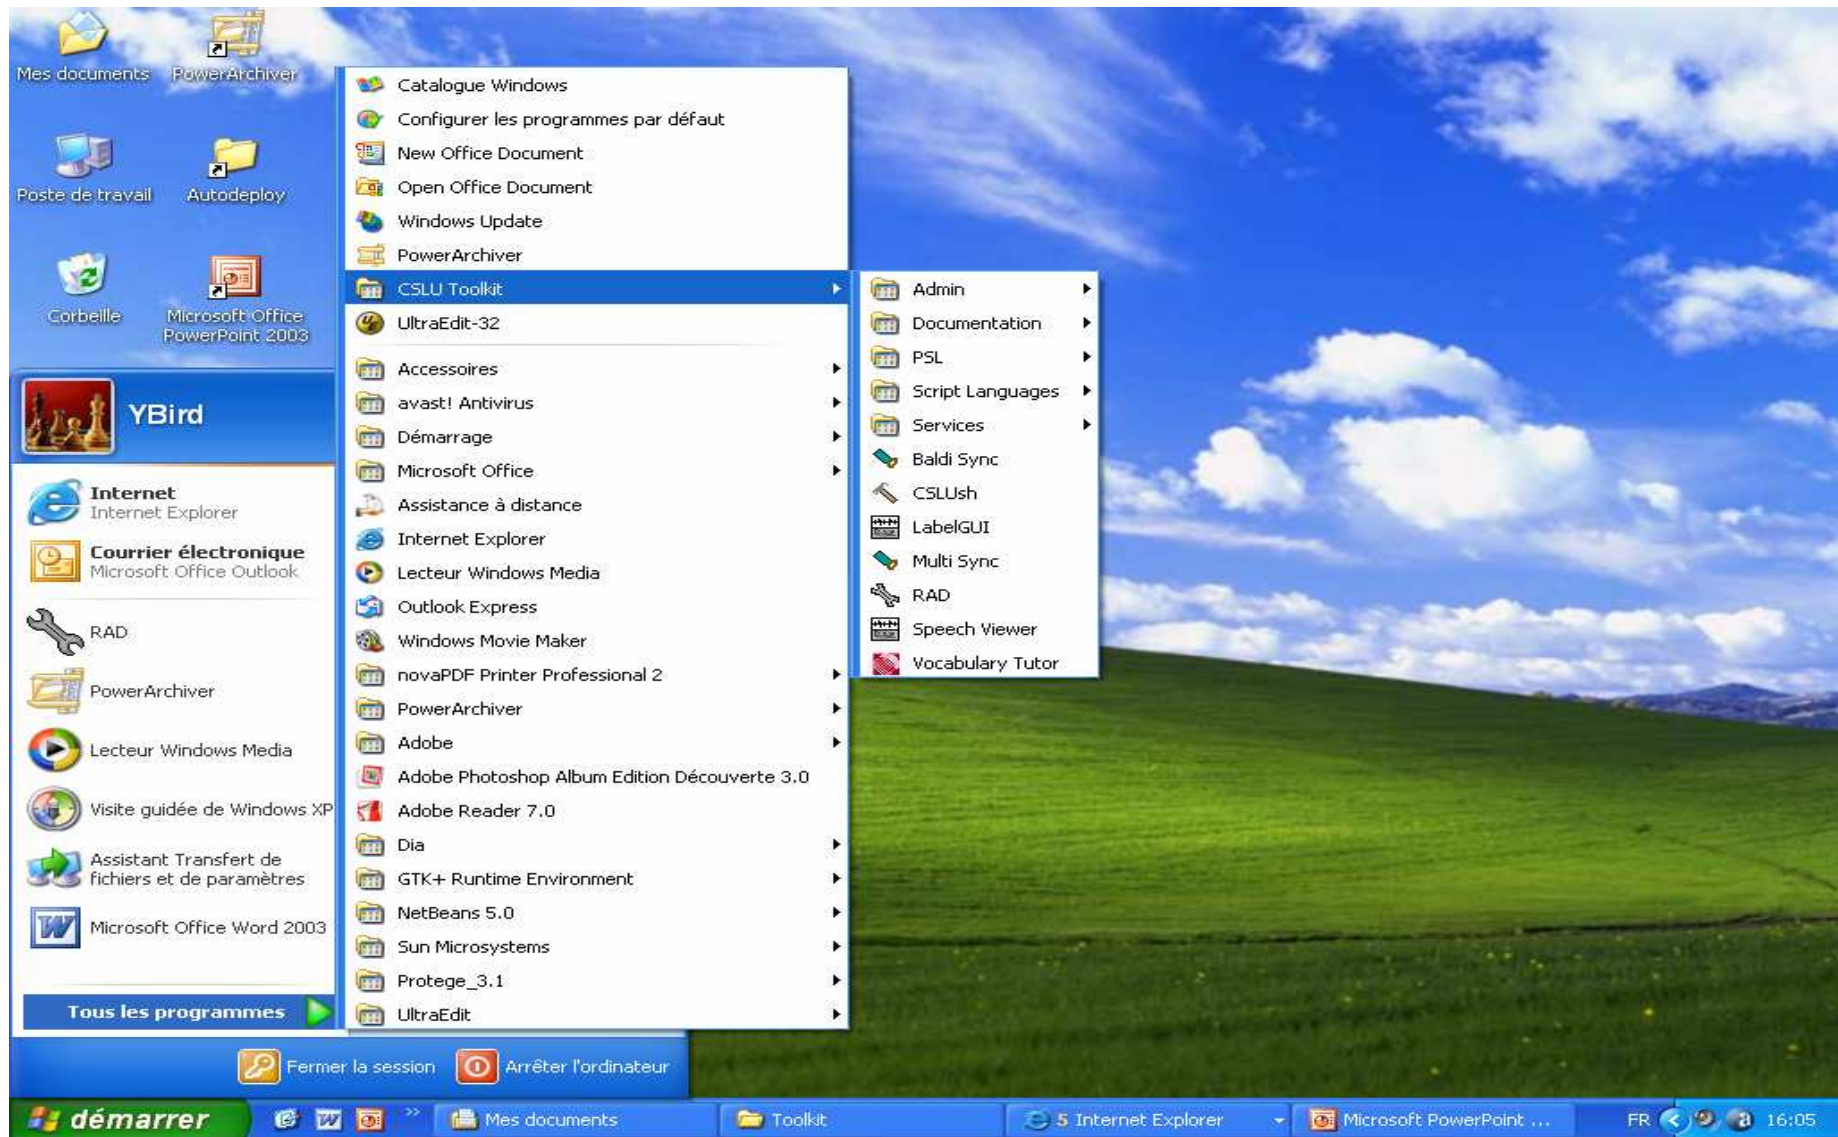 Mes documents
PowerArchiver
Poste de travail
Autodeploy
Corbeille
Microsoft Office
PowerPoint 2003
YBird
Internet
Internet Explorer
Courrier électronique
Microsoft Office Outlook
RAD
PowerArchiver
Lecteur Windows Media
Visite guidée de Windows XP
Assistant Transfert de
fichiers et de paramètres
Microsoft Office Word 2003
Tous les programmes
Catalogue Windows
Configurer les programmes par défaut
New Office Document
Open Office Document
Windows Update
PowerArchiver
CSLU Toolkit
UltraEdit-32
Accessoires
avast! Antivirus
Démarrage
Microsoft Office
Assistance à distance
Internet Explorer
Lecteur Windows Media
Outlook Express
Windows Movie Maker
novaPDF Printer Professional 2
PowerArchiver
Adobe
Adobe Photoshop Album Edition Découverte 3.0
Adobe Reader 7.0
Dia
GTK+ Runtime Environment
NetBeans 5.0
Sun Microsystems
Protege_3.1
UltraEdit
Admin
Documentation
PSL
Script Languages
Services
Baldi Sync
CSLUsh
LabelGUI
Multi Sync
RAD
Speech Viewer
Vocabulary Tutor
Fermer la session
Arrêter l'ordinateur
démarrer
Mes documents
Toolkit
5 Internet Explorer
Microsoft PowerPoint ...
FR
16:05